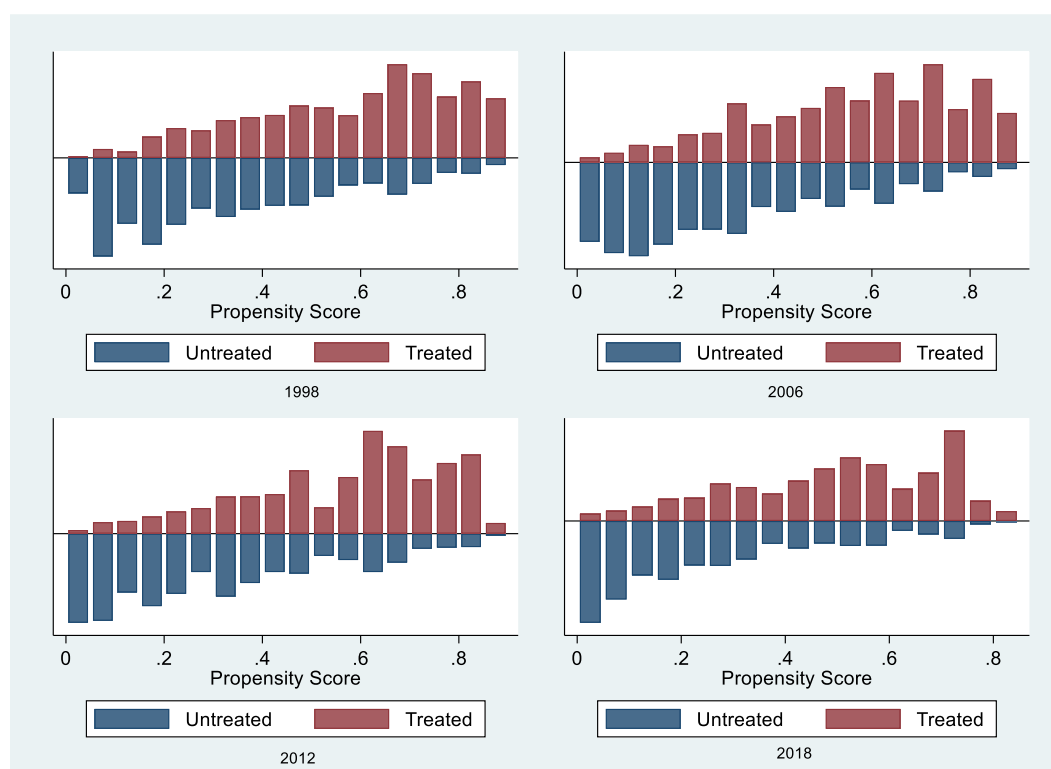 0 .2 .4 .6 .8
Propensity Score
Untreated Treated
1998
0 .2 .4 .6 .8
Propensity Score
Untreated Treated
2006
0 .2 .4 .6 .8
Propensity Score
Untreated Treated
2012
0 .2 .4 .6 .8
Propensity Score
Untreated Treated
2018